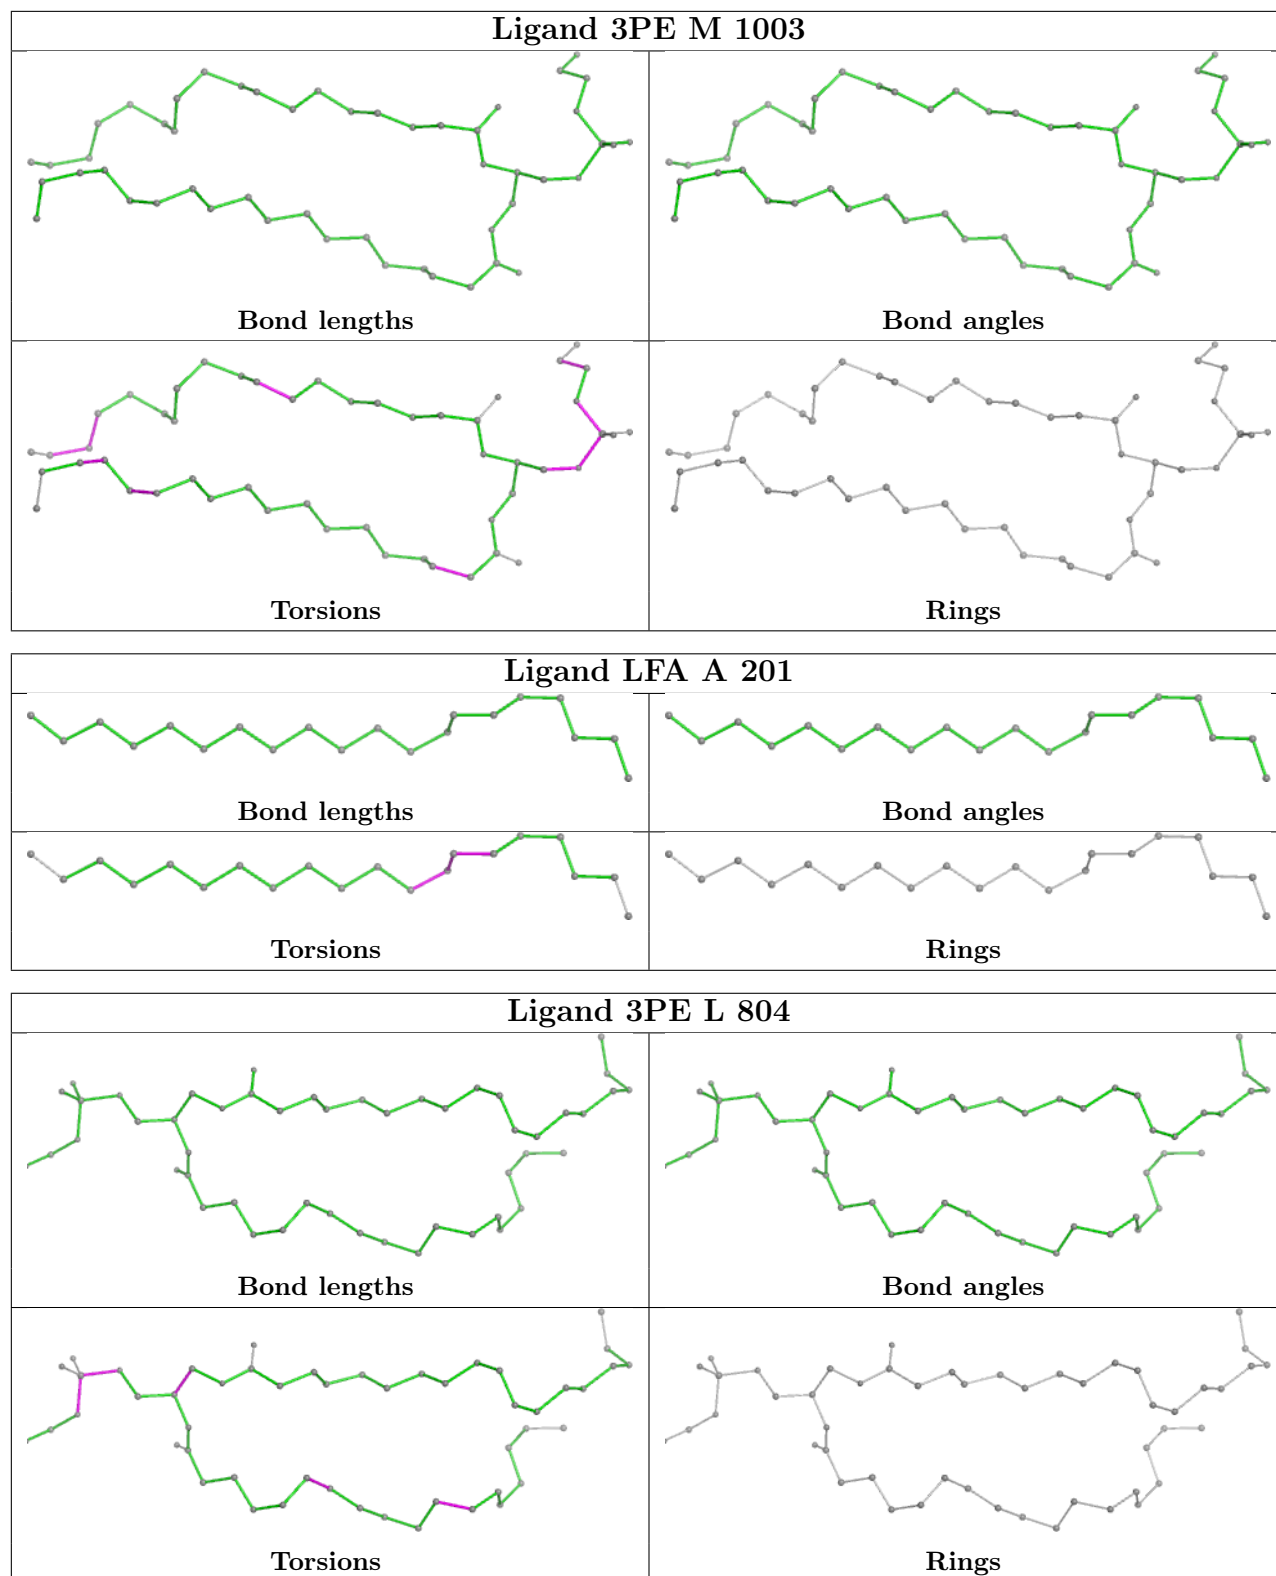 Ligand 3PE M 1003
Bond lengths
Bond angles
Torsions
Rings
Ligand LFA A 201
Bond lengths
Bond angles
Torsions
Rings
Ligand 3PE L 804
Bond lengths
Bond angles
Torsions
Rings